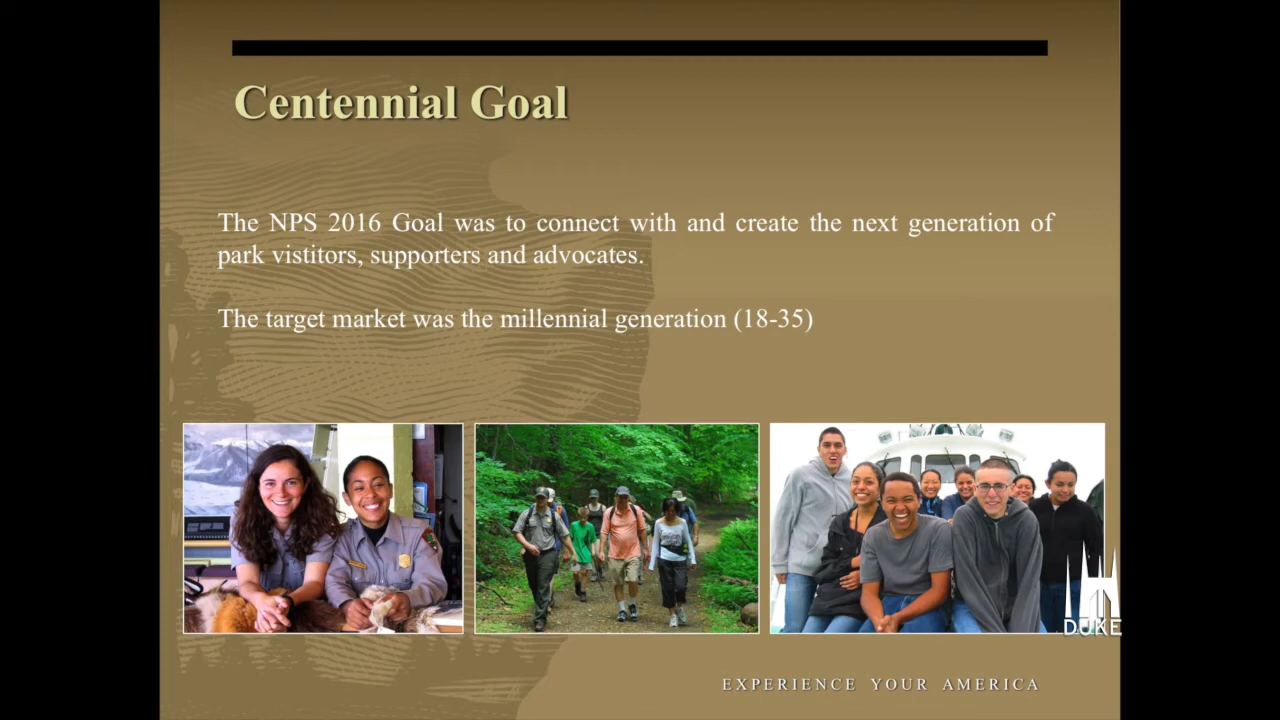 Centennial Goal
The NPS 2016 Goal was to connect with and create the next generation of
park vistitors, supporters and advocates.
The target market was the millennial generation (18-35)
DUKE
EXPERIENCE YOUR AMERICA